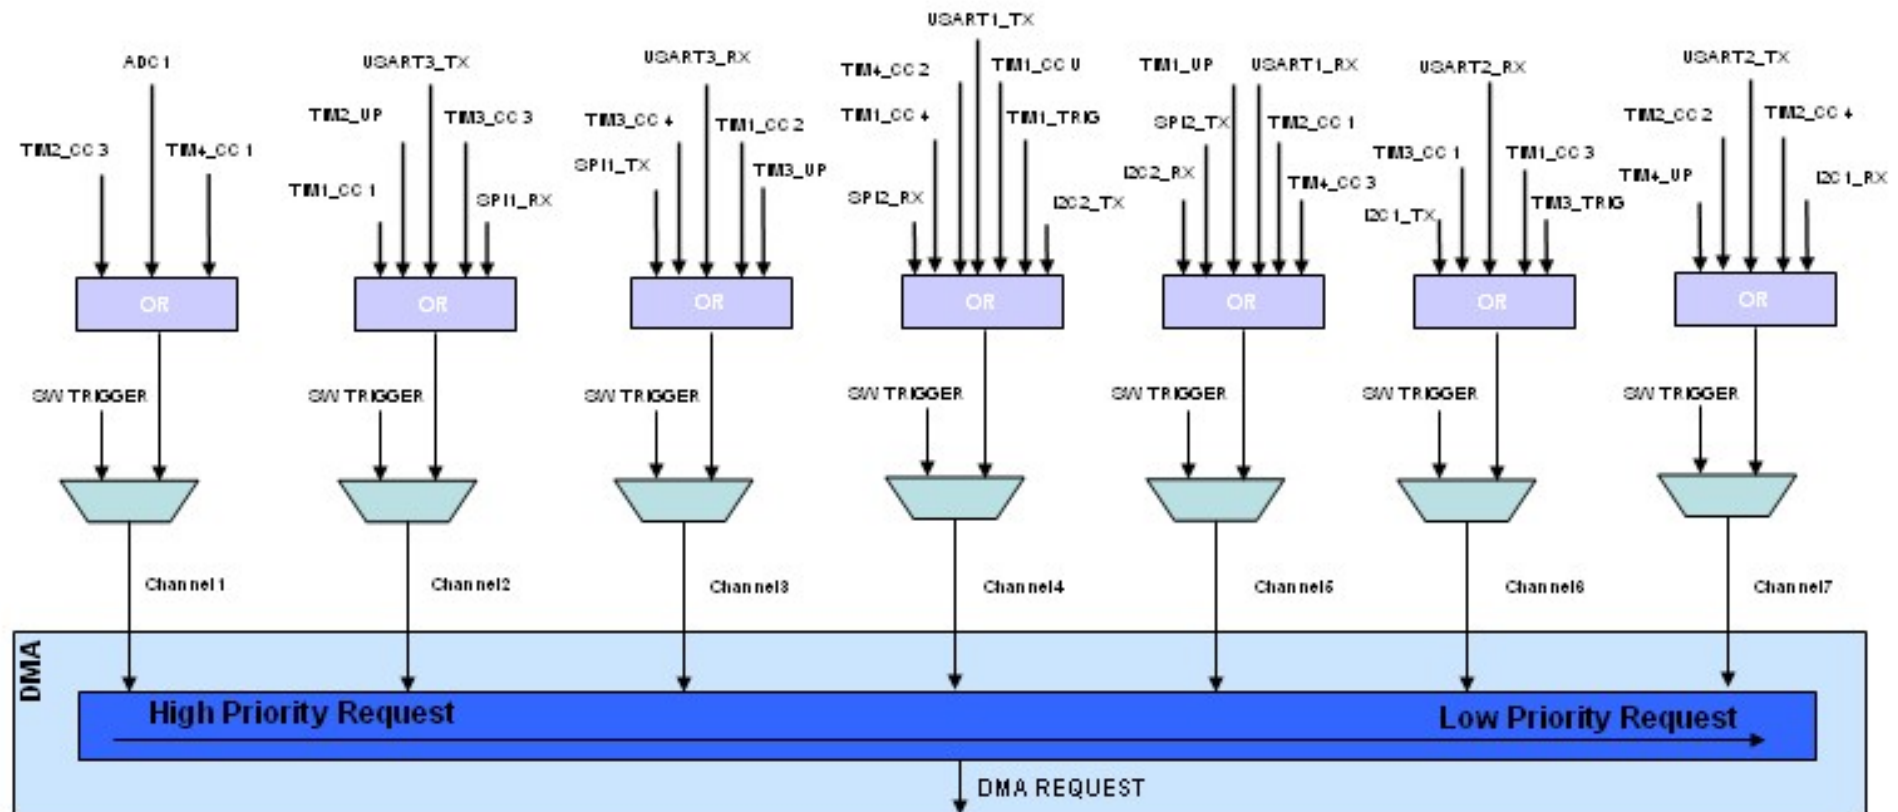 USART1_TX
ADC1
USART3_TX
USART3_RX
TIM4_CC2
TIM1_CCU
TIM1_UP
USART1_RX
USART2_RX
USART2_TX
TIM2_UP
TIM3_CC3
TIM3_CC4
TIM1_CC2
TIM1_CC4
TIM1_TRIG
SPI2_TX
TIM2_CC1
TIM2_CC2
TIM2_CC4
TIM2_CC3
TIM4_CC1
TIM1_CC1
SPI1_RX
SPI1_TX
TIM3_UP
SPI2_RX
I2C2_TX
I2C2_RX
TIM4_CC3
TIM3_CC1
TIM1_CC3
I2C1_TX
TIM3_TRIG
TIM4_UP
I2C1_RX
OR
OR
OR
OR
OR
OR
OR
SW TRIGGER
SW TRIGGER
SW TRIGGER
SW TRIGGER
SW TRIGGER
SW TRIGGER
SW TRIGGER
Channel1
Channel2
Channel3
Channel4
Channel5
Channel6
Channel7
DMA
High Priority Request
Low Priority Request
DMA REQUEST